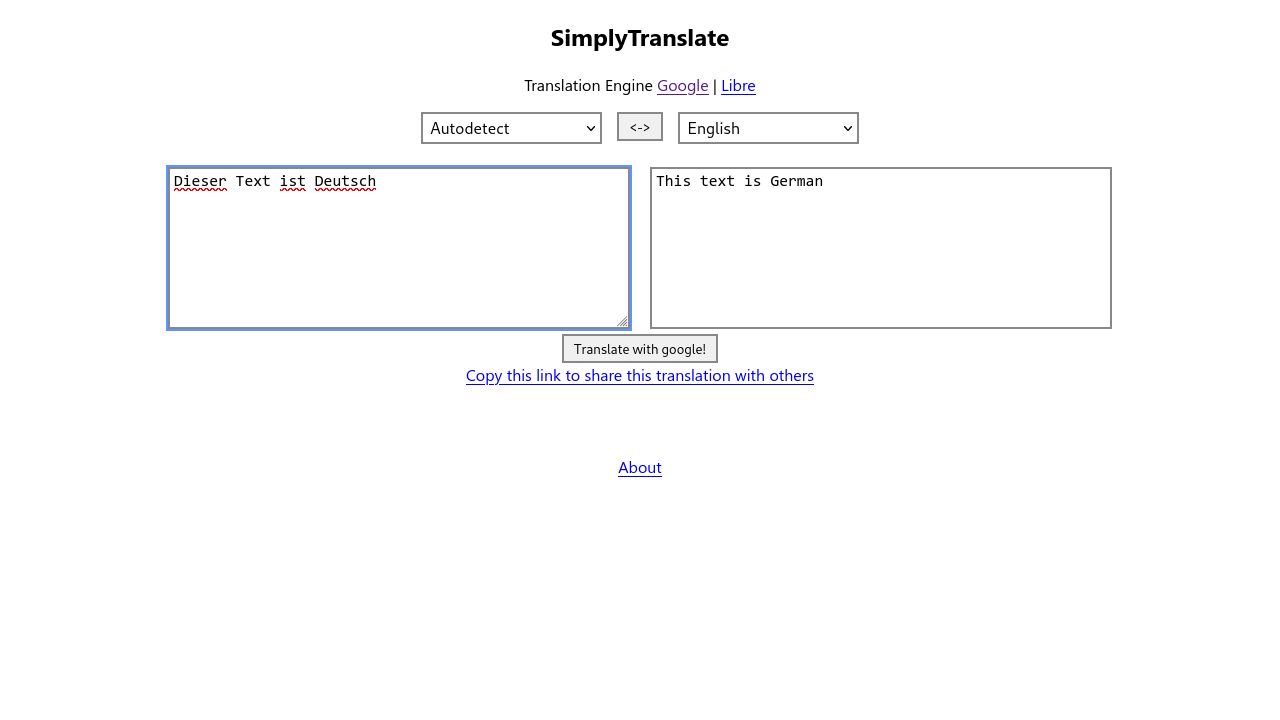 SimplyTranslate
Translation Engine Google | Libre
Autodetect <-> English
Dieser Text ist Deutsch
This text is German
Translate with google!
Copy this link to share this translation with others
About